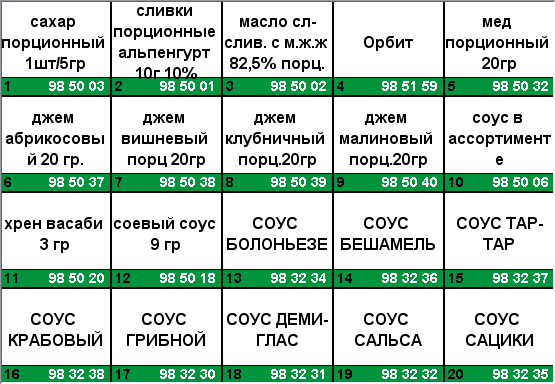 сахар
порционный
1шт/5гр
1 98 50 03
сливки
порционные
альпенгурт
10г 10%
2 98 50 01
масло сл-
слив. с м.ж.ж
82,5% порц.
3 98 50 02
Орбит
4 98 51 59
мед
порционный
20гр
5 98 50 32
джем
абрикосовы
й 20 гр.
6 98 50 37
джем
вишневый
порц 20гр
7 98 50 38
джем
клубничный
порц.20гр
8 98 50 39
джем
малиновый
порц.20гр
9 98 50 40
соус в
ассортимент
е
10 98 50 06
хрен васаби
3 гр
11 98 50 20
соевый соус
9 гр
12 98 50 18
СОУС
БОЛОНЬЕЗЕ
13 98 32 34
СОУС
БЕШАМЕЛЬ
14 98 32 36
СОУС ТАР-
ТАР
15 98 32 37
СОУС
КРАБОВЫЙ
16 98 32 38
СОУС
ГРИБНОЙ
17 98 32 30
СОУС ДЕМИ-
ГЛАС
18 98 32 31
СОУС
САЛЬСА
19 98 32 32
СОУС
САЦИКИ
20 98 32 35